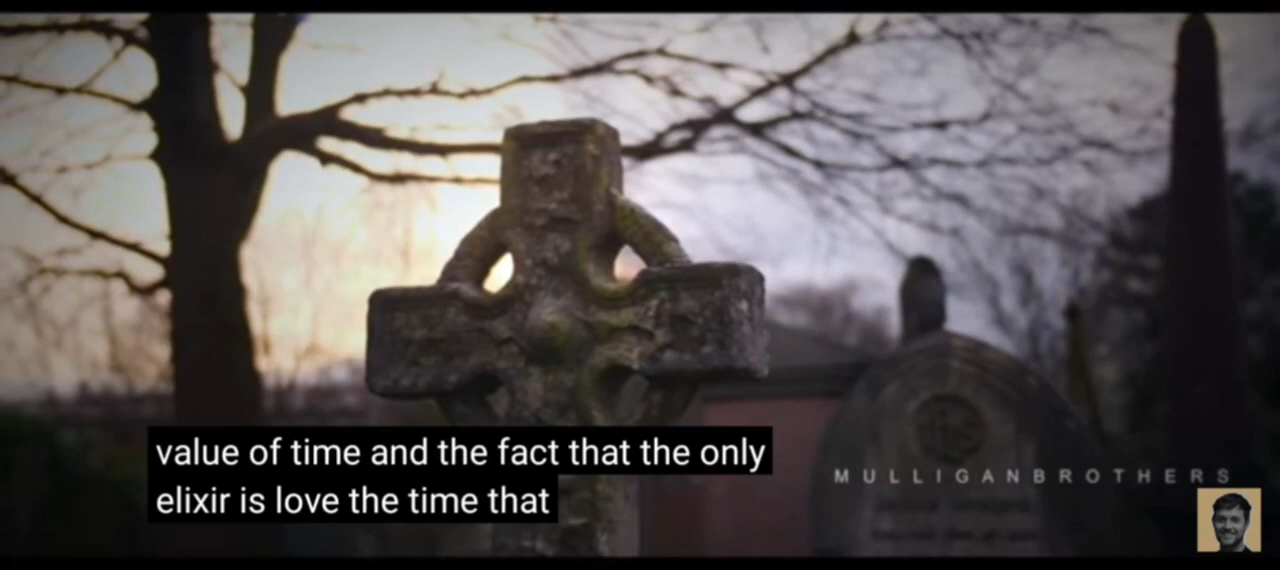 value of time and the fact that the only
elixir is love the time that
MULLIGANBROTHERS